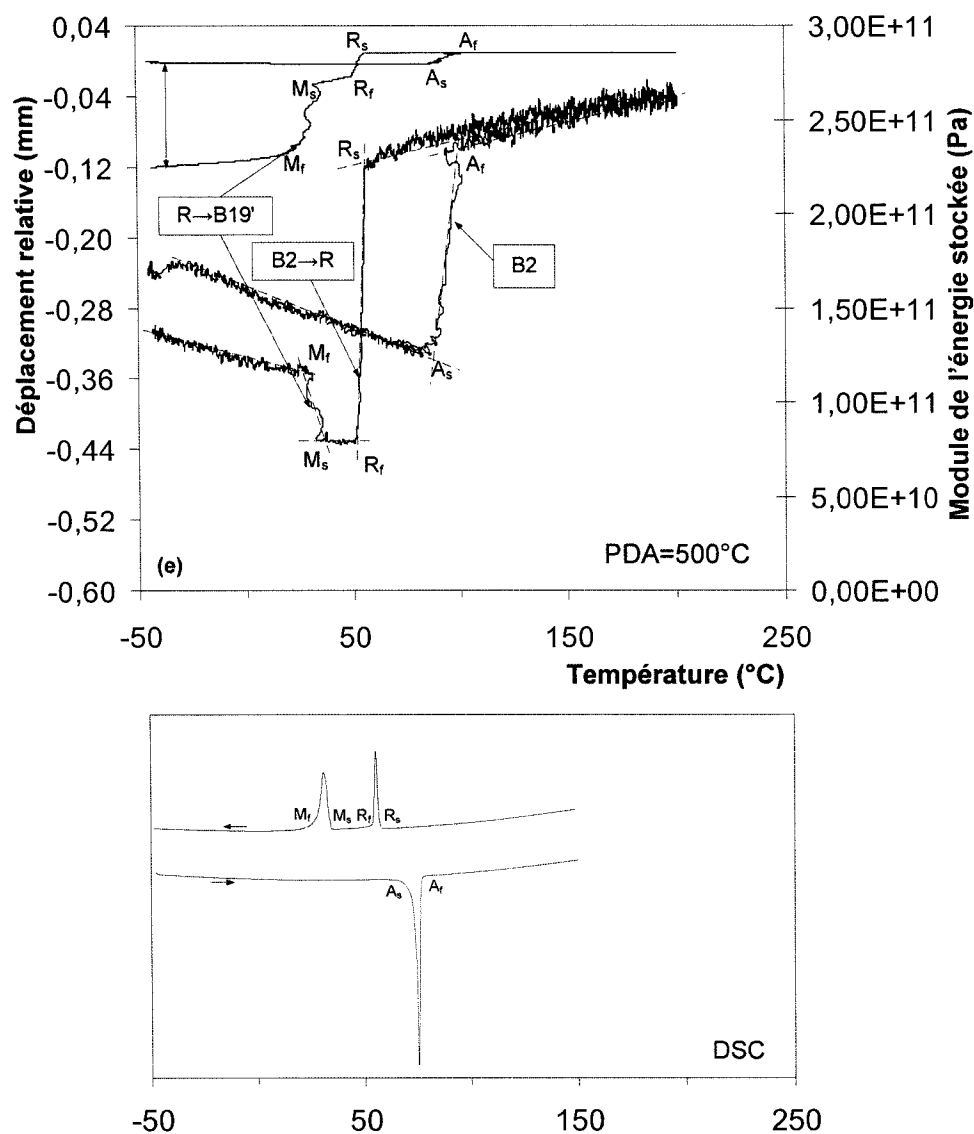 0,04
-0,04
-0,12
-0,20
-0,28
-0,36
-0,44
-0,52
-0,60
Déplacement relative (mm)
3,00E+11
2,50E+11
2,00E+11
1,50E+11
1,00E+11
5,00E+10
0,00E+00
Module de l'énergie stockée (Pa)
Rs
Af
Ms
Rf
As
Mf
Rs
Af
R→B19'
B2→R
B2
Mf
As
Ms
Rf
(e)
PDA=500°C
-50
50
150
250
Température (°C)
Mf
Ms
Rf
Rs
As
Af
DSC
-50
50
150
250